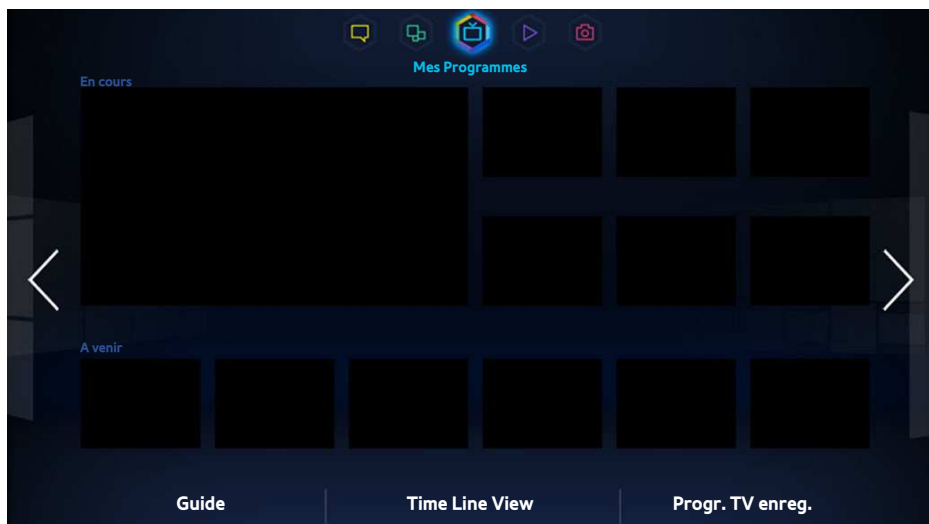 Mes Programmes
En cours
A venir
Guide
Time Line View
Progr. TV enreg.